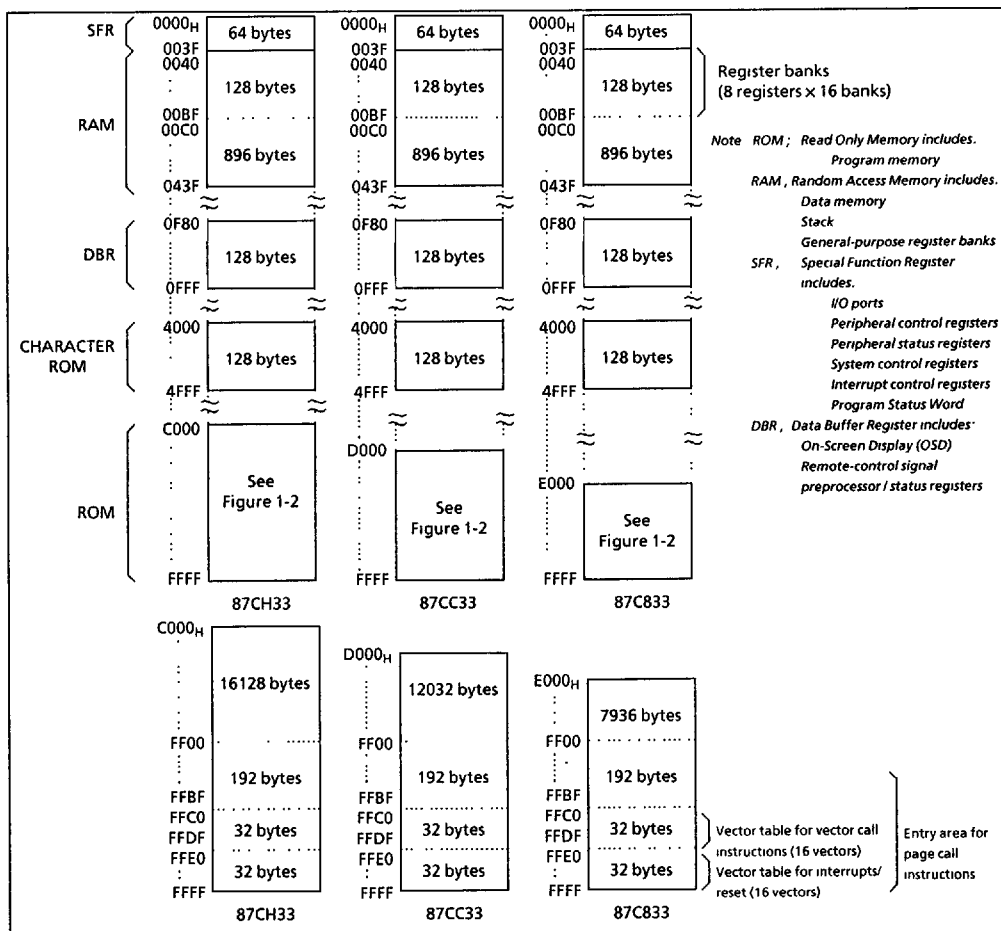 SFR
RAM
DBR
CHARACTER
ROM
ROM
0000H
003F
0040
00BF
00C0
043F
0F80
0FFF
4000
4FFF
C000
FFFF
64 bytes
128 bytes
896 bytes
128 bytes
128 bytes
See
Figure 1-2
87CH33
0000H
003F
0040
00BF
00C0
043F
0F80
0FFF
4000
4FFF
D000
FFFF
64 bytes
128 bytes
896 bytes
128 bytes
128 bytes
See
Figure 1-2
87CC33
0000H
003F
0040
00BF
00C0
043F
0F80
0FFF
4000
4FFF
E000
FFFF
64 bytes
128 bytes
896 bytes
128 bytes
128 bytes
See
Figure 1-2
87C833
Register banks
(8 registers x 16 banks)
Note ROM ; Read Only Memory includes.
Program memory
RAM , Random Access Memory includes.
Data memory
Stack
General-purpose register banks
SFR , Special Function Register
includes.
I/O ports
Peripheral control registers
Peripheral status registers
System control registers
Interrupt control registers
Program Status Word
DBR , Data Buffer Register includes·
On-Screen Display (OSD)
Remote-control signal
preprocessor / status registers
C000H
FF00
FFBF
FFC0
FFDF
FFE0
FFFF
16128 bytes
192 bytes
32 bytes
32 bytes
87CH33
D000H
FF00
FFBF
FFC0
FFDF
FFE0
FFFF
12032 bytes
192 bytes
32 bytes
32 bytes
87CC33
E000H
FF00
FFBF
FFC0
FFDF
FFE0
FFFF
7936 bytes
192 bytes
32 bytes
32 bytes
87C833
Vector table for vector call
instructions (16 vectors)
Vector table for interrupts/
reset (16 vectors)
Entry area for
page call
instructions